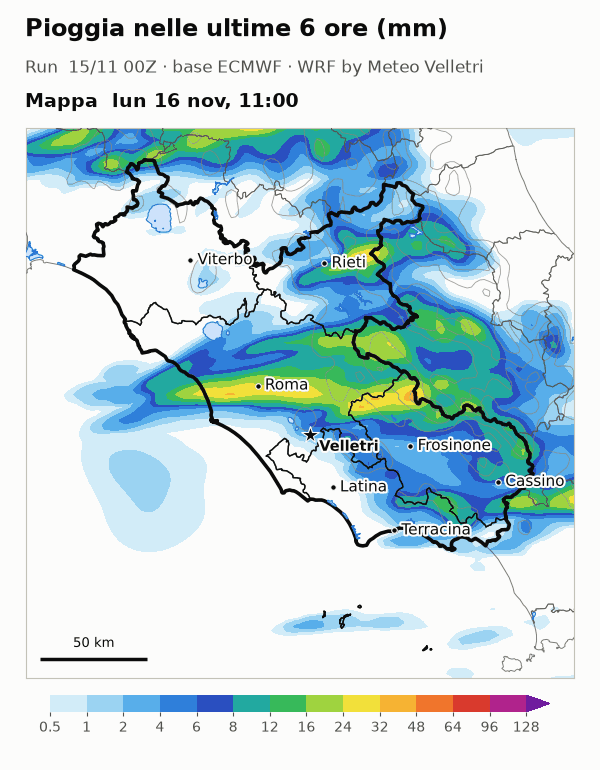 Pioggia nelle ultime 6 ore (mm)
Run 15/11 00Z · base ECMWF · WRF by Meteo Velletri
Mappa lun 16 nov, 11:00
Viterbo
Rieti
Roma
Velletri
Frosinone
Latina
Cassino
Terracina
50 km
0.5 1 2 4 6 8 12 16 24 32 48 64 96 128